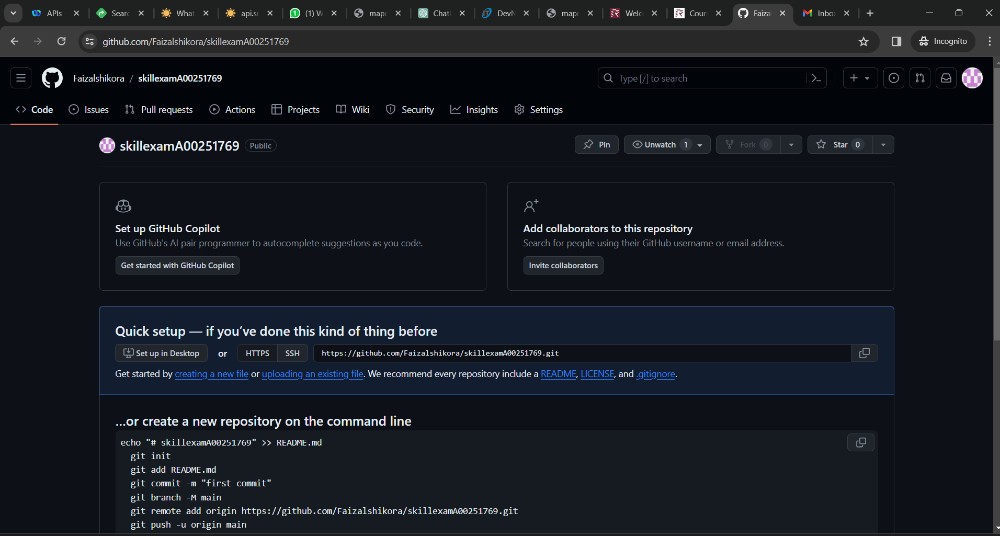 APIs
Searc
What
api.su
(1) W
mapq
Chat
DevN
mapq
Welc
Cour
Faiza
Inbo
github.com/Faizalshikora/skillexamA00251769
Incognito
Faizalshikora / skillexamA00251769
Type / to search
Code Issues Pull requests Actions Projects Wiki Security Insights Settings
skillexamA00251769 Public
Pin Unwatch 1 Fork 0 Star 0
Set up GitHub Copilot
Use GitHub's AI pair programmer to autocomplete suggestions as you code.
Get started with GitHub Copilot
Add collaborators to this repository
Search for people using their GitHub username or email address.
Invite collaborators
Quick setup — if you’ve done this kind of thing before
Set up in Desktop or HTTPS SSH https://github.com/Faizalshikora/skillexamA00251769.git
Get started by creating a new file or uploading an existing file. We recommend every repository include a README, LICENSE, and .gitignore.
…or create a new repository on the command line
echo "# skillexamA00251769" >> README.md
git init
git add README.md
git commit -m "first commit"
git branch -M main
git remote add origin https://github.com/Faizalshikora/skillexamA00251769.git
git push -u origin main